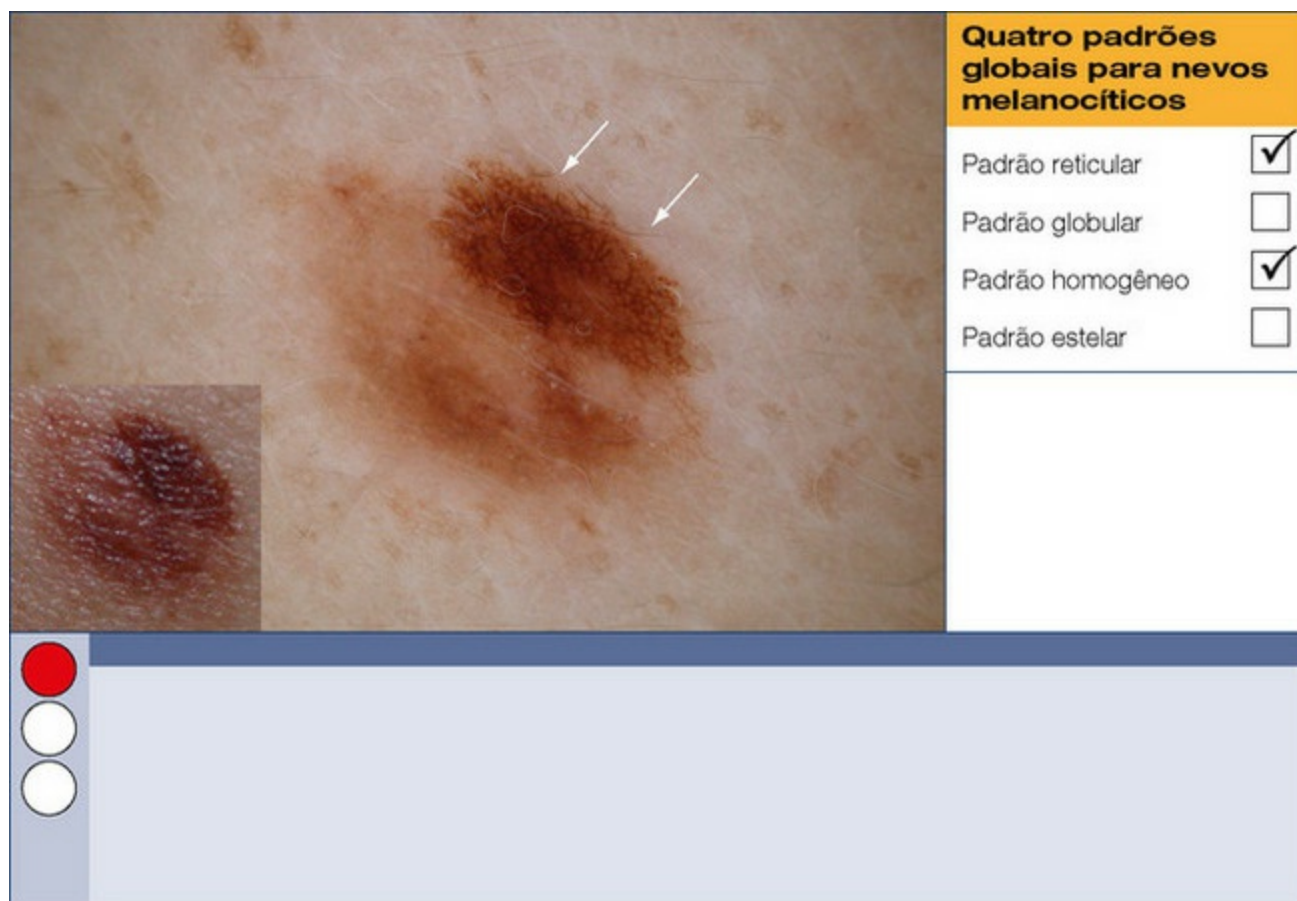 Quatro padrões
globais para nevos
melanocíticos
Padrão reticular
Padrão globular
Padrão homogêneo
Padrão estelar